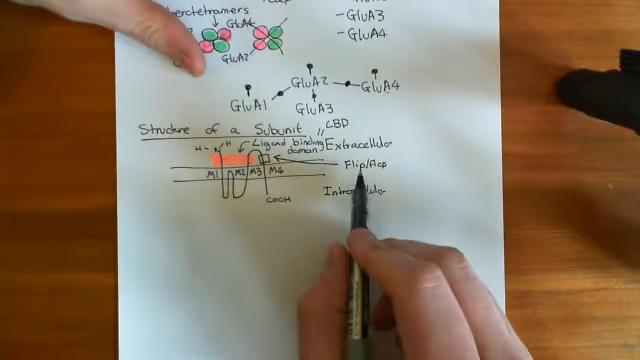 GluA4
GluA2
- GluA3
- GluA4
GluA2
GluA4
GluA1
GluA3
Structure of a Subunit
LBD
Ligand binding domain
Extracellular
Flip/Flop
M1 M2 M3 M4
COOH